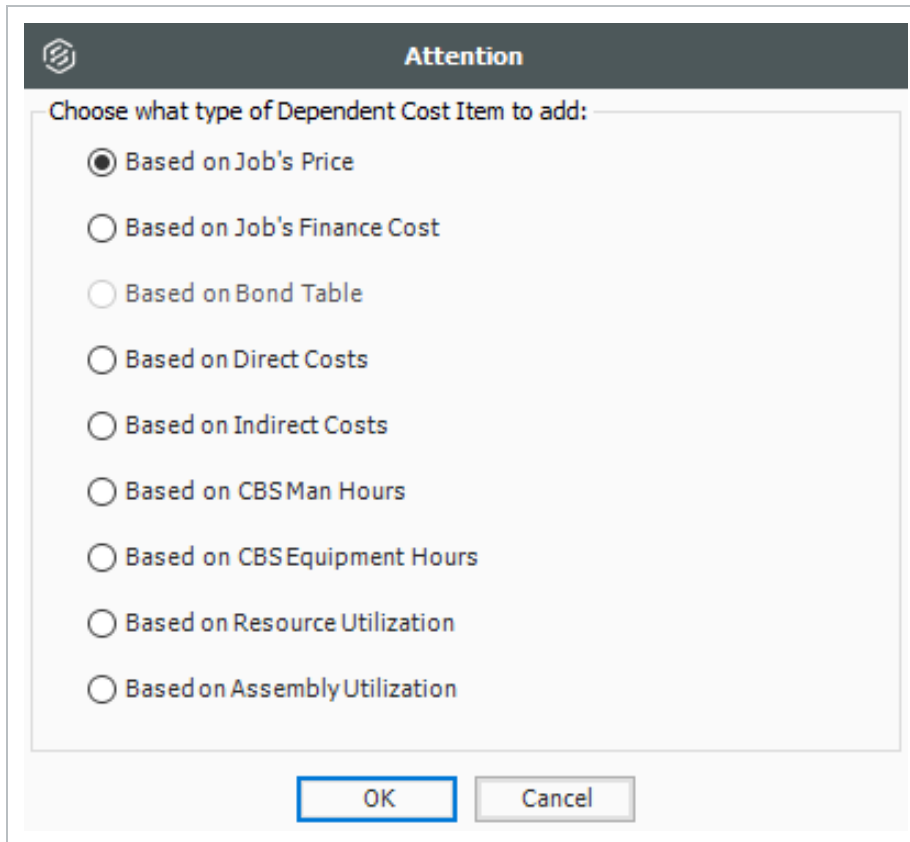 Attention
Choose what type of Dependent Cost Item to add:
Based on Job's Price
Based on Job's Finance Cost
Based on Bond Table
Based on Direct Costs
Based on Indirect Costs
Based on CBS Man Hours
Based on CBS Equipment Hours
Based on Resource Utilization
Based on Assembly Utilization
OK
Cancel